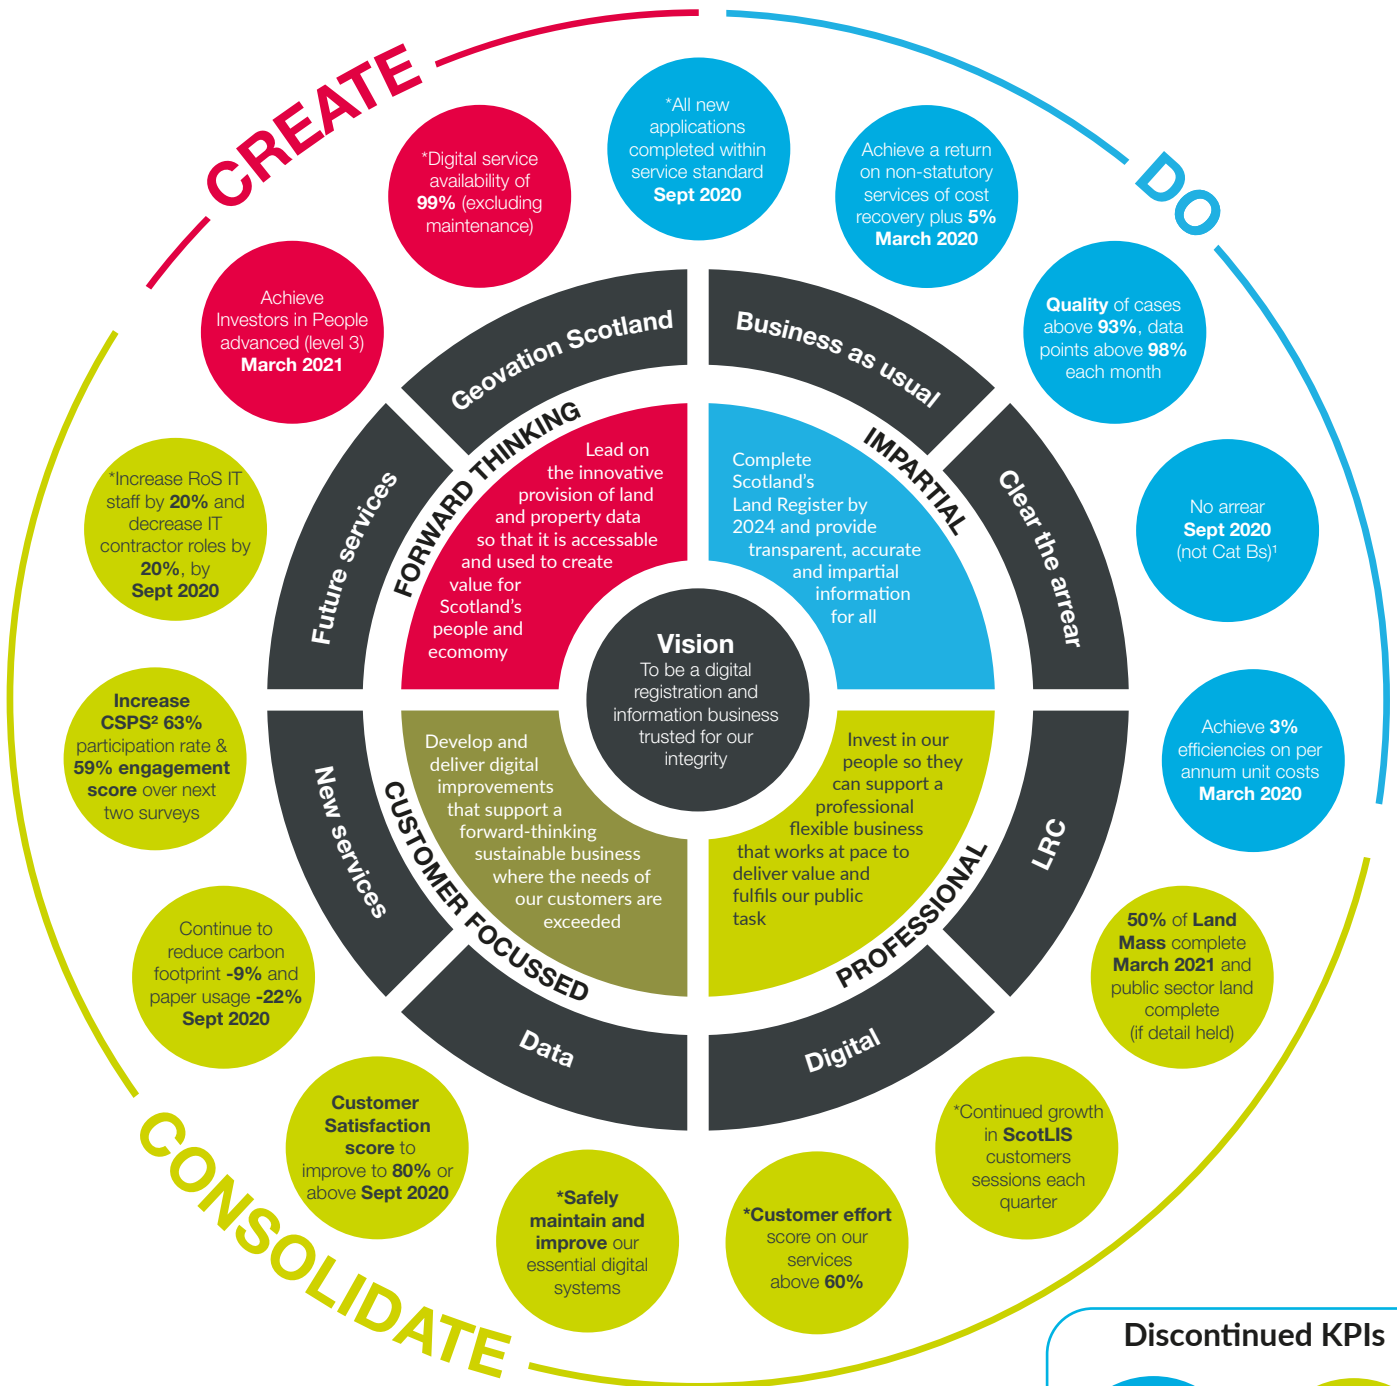 CREATE
*Digital service
availability of
99% (excluding
maintenance)
Achieve
Investors in People
advanced (level 3)
March 2021
DO
*All new
applications
completed within
service standard
Sept 2020
Achieve a return
on non-statutory
services of cost
recovery plus 5%
March 2020
Quality of cases
above 93%, data
points above 98%
each month
No arrear
Sept 2020
(not Cat Bs)¹
Achieve 3%
efficiencies on per
annum unit costs
March 2020
CONSOLIDATE
50% of Land
Mass complete
March 2021 and
public sector land
complete
(if detail held)
*Continued growth
in ScotLIS
customers
sessions each
quarter
*Customer effort
score on our
services
above 60%
*Safely
maintain and
improve our
essential digital
systems
Customer
Satisfaction
score to
improve to 80% or
above Sept 2020
Continue to
reduce carbon
footprint -9% and
paper usage -22%
Sept 2020
Increase
CSPS² 63%
participation rate &
59% engagement
score over next
two surveys
*Increase RoS IT
staff by 20% and
decrease IT
contractor roles by
20%, by
Sept 2020
Geovation Scotland
Business as usual
Clear the arrear
LRC
Digital
Data
New services
Future services
FORWARD THINKING
Lead on
the innovative
provision of land
and property data
so that it is accessable
and used to create
value for
Scotland's
people and
ecomomy
IMPARTIAL
Complete
Scotland's
Land Register by
2024 and provide
transparent, accurate
and impartial
information
for all
Vision
To be a digital
registration and
information business
trusted for our
integrity
CUSTOMER FOCUSSED
Develop and
deliver digital
improvements
that support a
forward-thinking
sustainable business
where the needs of
our customers are
exceeded
PROFESSIONAL
Invest in our
people so they
can support a
professional
flexible business
that works at pace to
deliver value and
fulfils our public
task
Discontinued KPIs